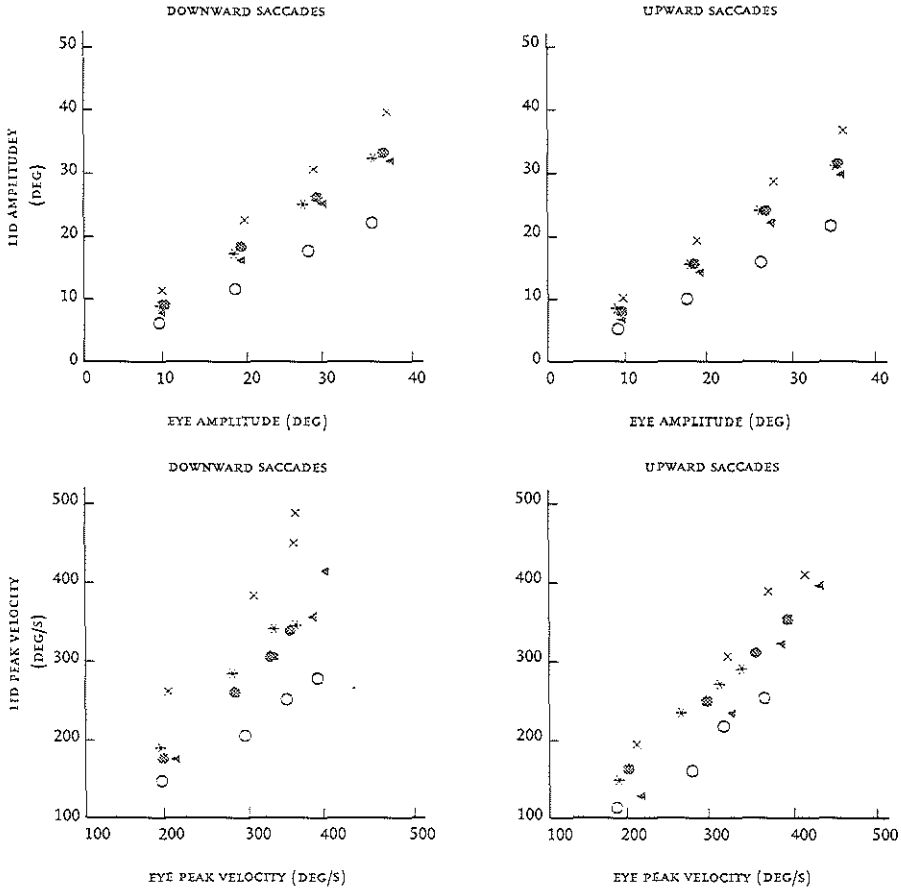 DOWNWARD SACCADES
UPWARD SACCADES
LID AMPLITUDEY
(DEG)
50
40
30
20
10
0
0 10 20 30 40
EYE AMPLITUDE (DEG)
50
40
30
20
10
0
0 10 20 30 40
EYE AMPLITUDE (DEG)
DOWNWARD SACCADES
UPWARD SACCADES
LID PEAK VELOCITY
(DEG/S)
500
400
300
200
100
100 200 300 400 500
EYE PEAK VELOCITY (DEG/S)
500
400
300
200
100
100 200 300 400 500
EYE PEAK VELOCITY (DEG/S)